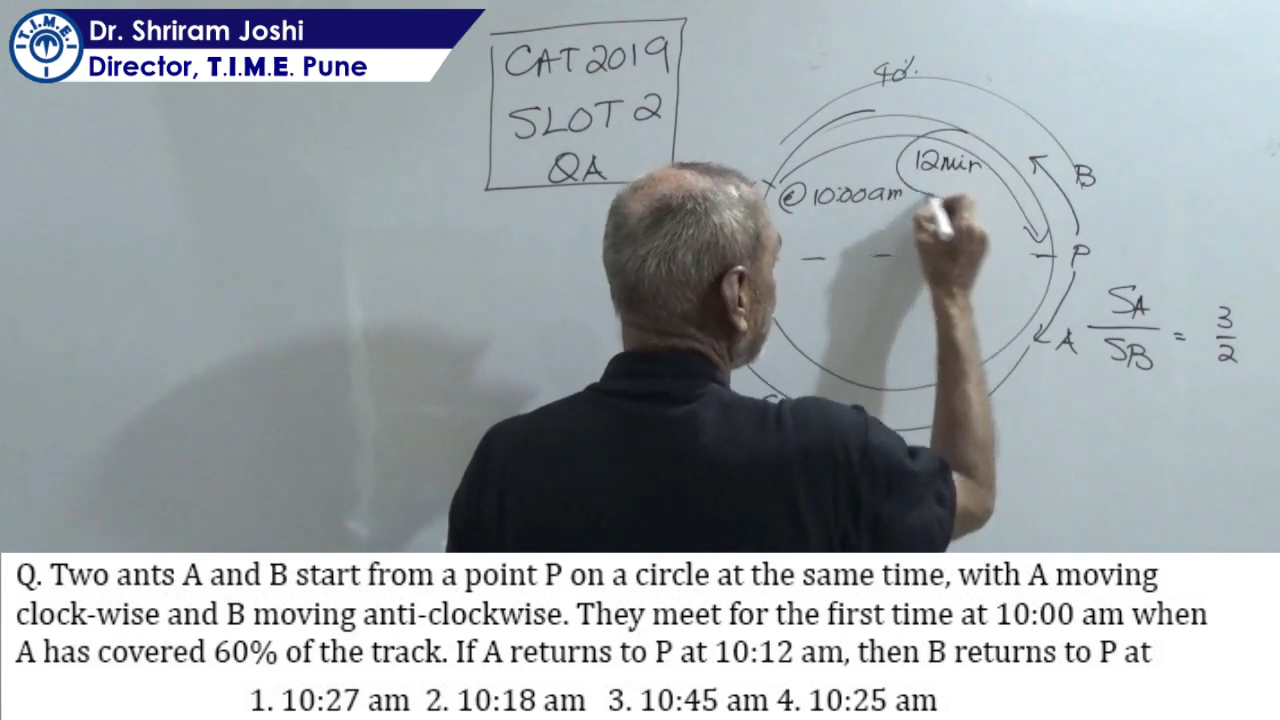 T.I.M.E.
Dr. Shriram Joshi
Director, T.I.M.E. Pune
CAT 2019
SLOT 2
QA
40%
12min
@ 10:00am
B
P
A
SA
SB
=
3
2
Q. Two ants A and B start from a point P on a circle at the same time, with A moving
clock-wise and B moving anti-clockwise. They meet for the first time at 10:00 am when
A has covered 60% of the track. If A returns to P at 10:12 am, then B returns to P at
1. 10:27 am 2. 10:18 am 3. 10:45 am 4. 10:25 am